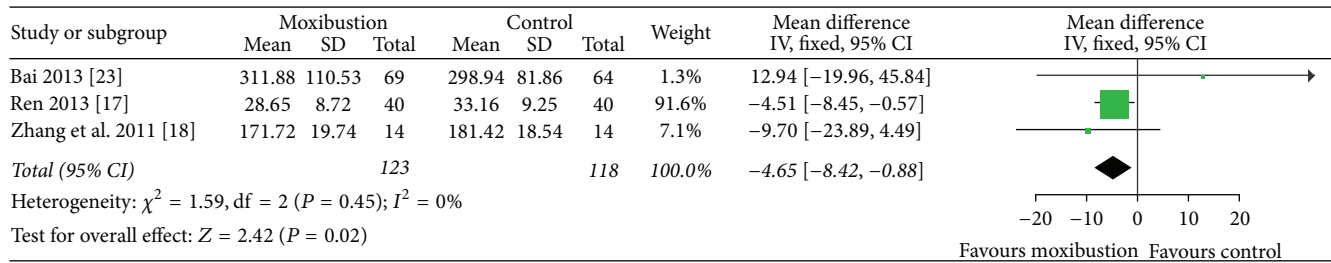 Study or subgroup Moxibustion Control Weight Mean difference Mean difference
Mean SD Total Mean SD Total IV, fixed, 95% CI IV, fixed, 95% CI
Bai 2013 [23] 311.88 110.53 69 298.94 81.86 64 1.3% 12.94 [−19.96, 45.84]
Ren 2013 [17] 28.65 8.72 40 33.16 9.25 40 91.6% −4.51 [−8.45, −0.57]
Zhang et al. 2011 [18] 171.72 19.74 14 181.42 18.54 14 7.1% −9.70 [−23.89, 4.49]
Total (95% CI) 123 118 100.0% −4.65 [−8.42, −0.88]
Heterogeneity: χ² = 1.59, df = 2 (P = 0.45); I² = 0%
Test for overall effect: Z = 2.42 (P = 0.02)
−20 −10 0 10 20
Favours moxibustion Favours control